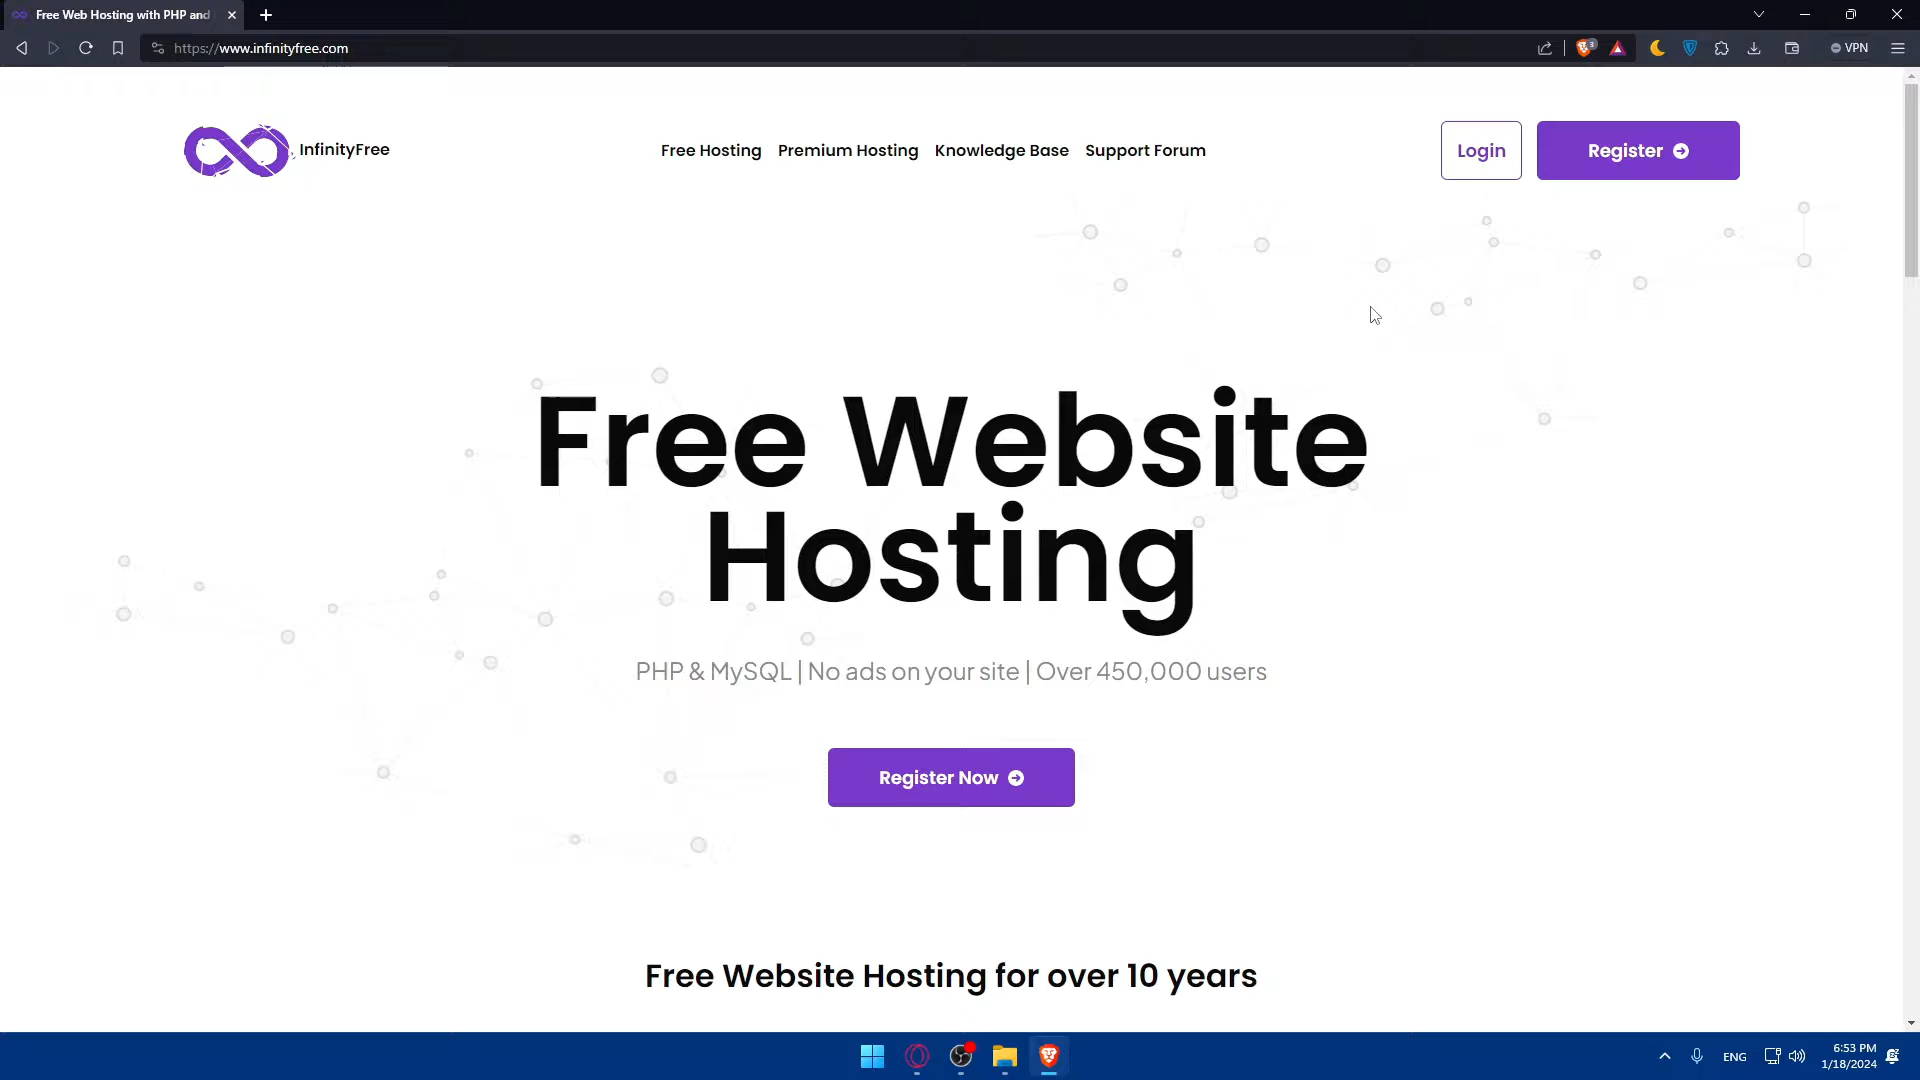 Free Web Hosting with PHP and
https://www.infinityfree.com
3
VPN
InfinityFree
Free Hosting
Premium Hosting
Knowledge Base
Support Forum
Login
Register
Free Website
Hosting
PHP & MySQL | No ads on your site | Over 450,000 users
Register Now
Free Website Hosting for over 10 years
ENG
6:53 PM
1/18/2024